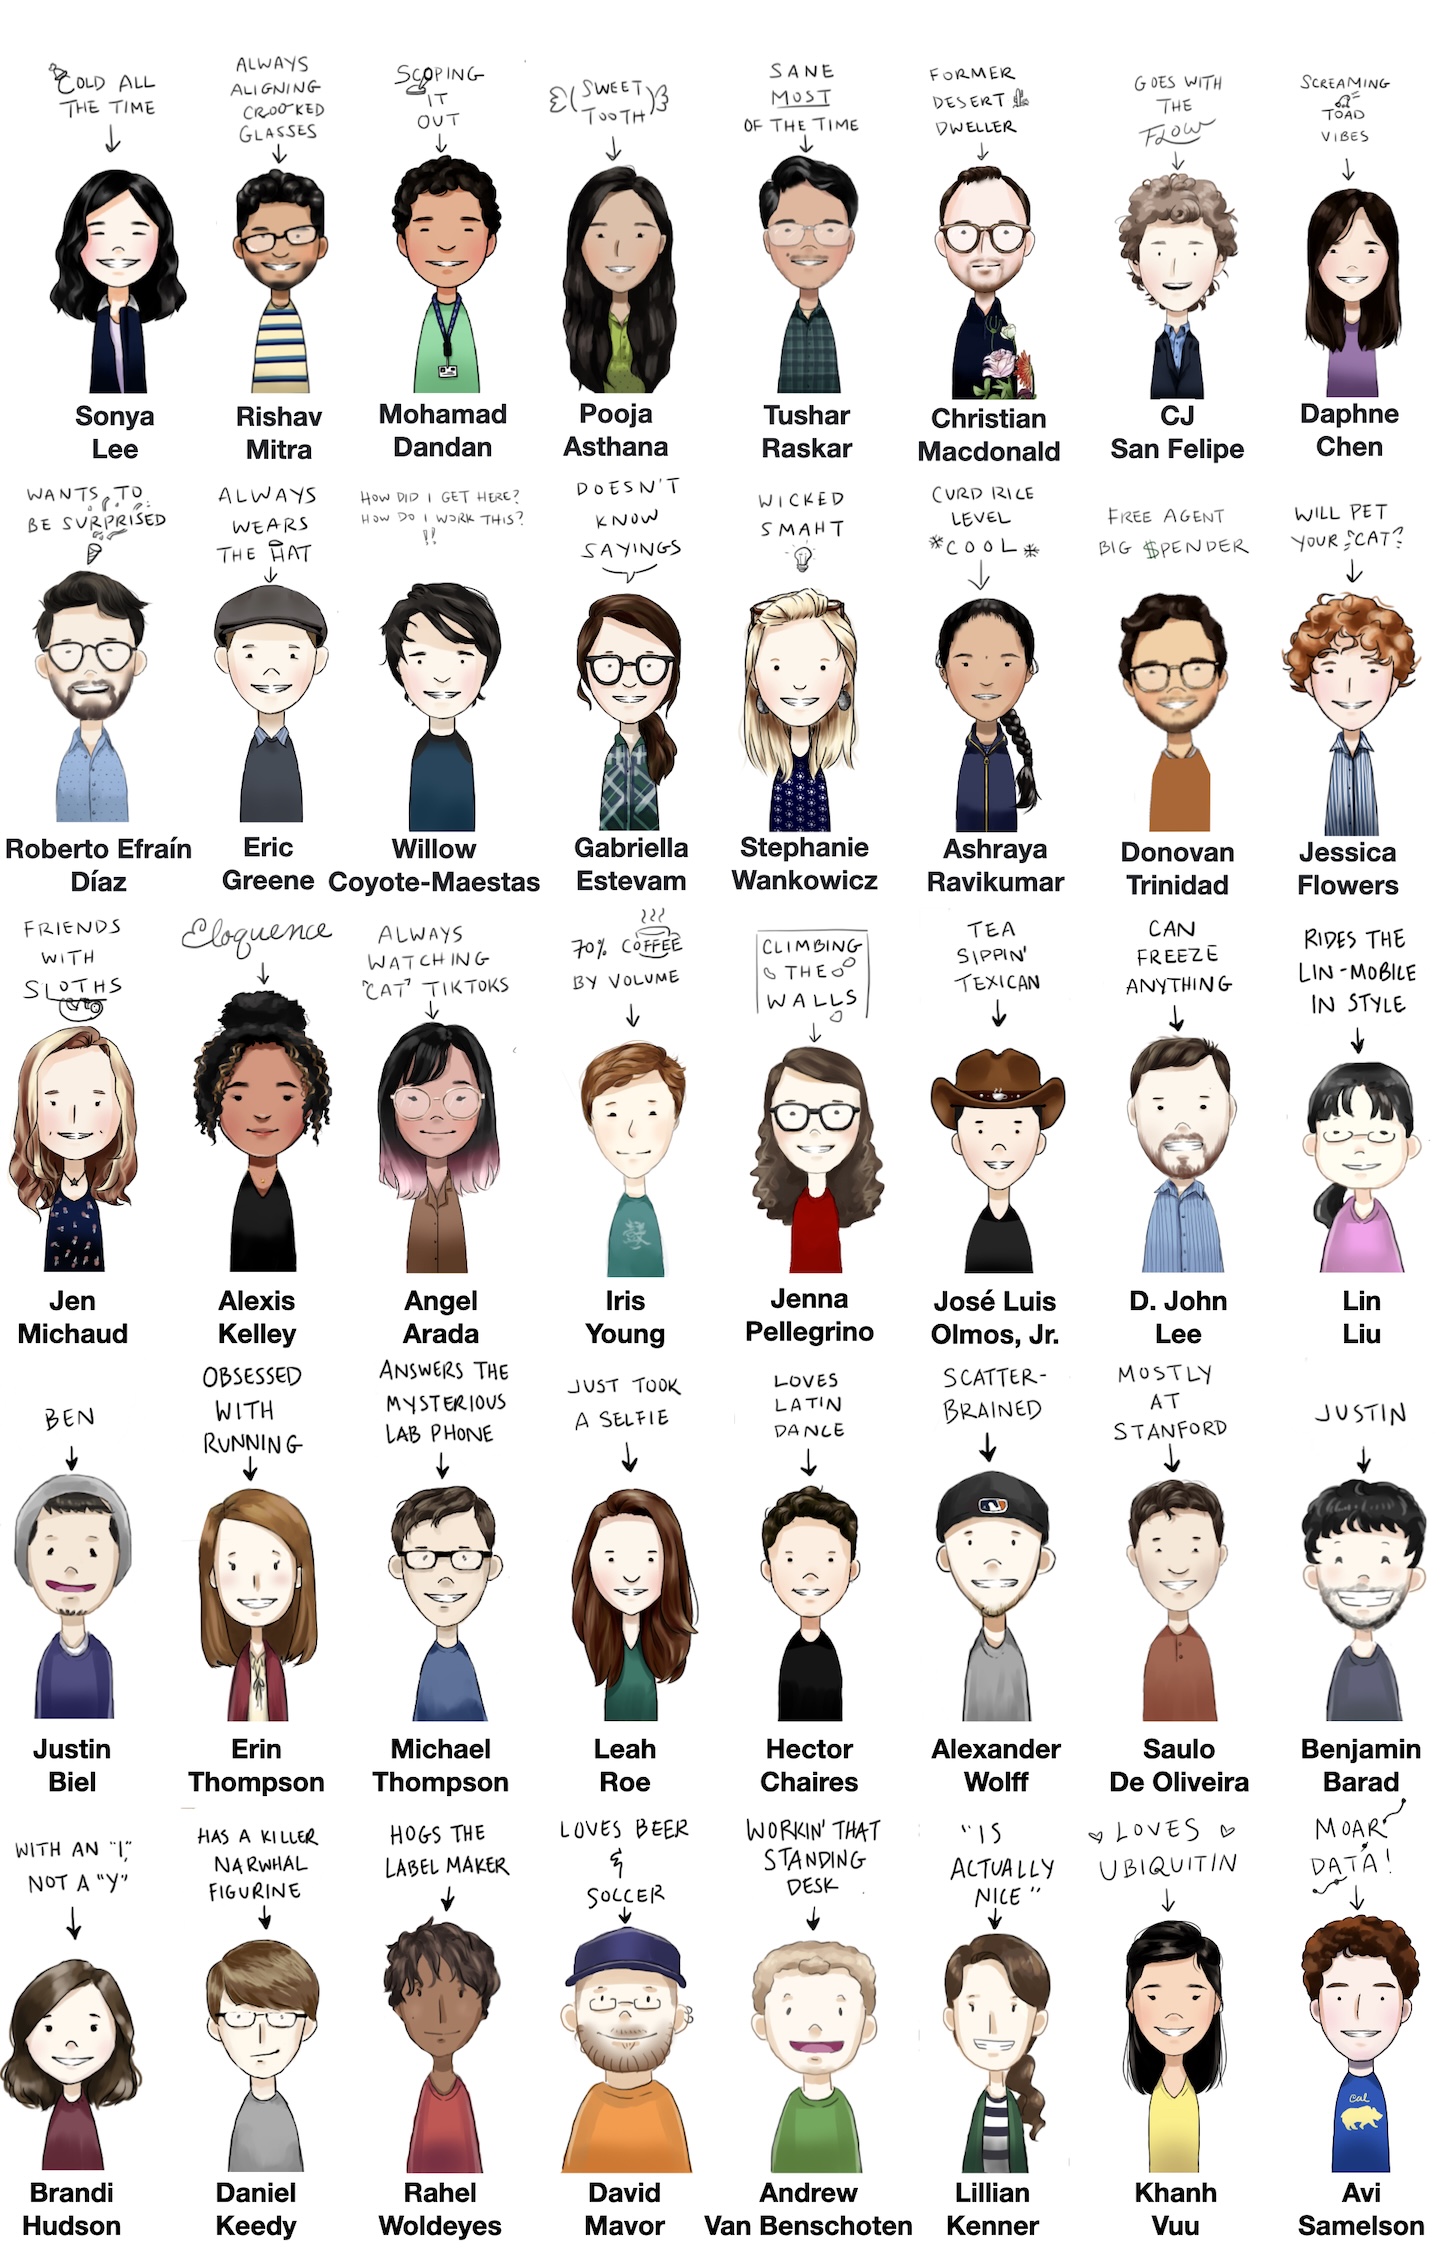 COLD ALL
THE TIME
ALWAYS
ALIGNING
CROOKED
GLASSES
SCOPING
IT
OUT
(SWEET
TOOTH)
SANE
MOST
OF THE TIME
FORMER
DESERT
DWELLER
GOES WITH
THE
FLOW
SCREAMING
TOAD
VIBES
Sonya
Lee
Rishav
Mitra
Mohamad
Dandan
Pooja
Asthana
Tushar
Raskar
Christian
Macdonald
CJ
San Felipe
Daphne
Chen
WANTS TO
BE SURPRISED
ALWAYS
WEARS
THE HAT
HOW DID I GET HERE?
HOW DO I WORK THIS?
!!
DOESN'T
KNOW
SAYINGS
WICKED
SMAHT
CURD RICE
LEVEL
*COOL*
FREE AGENT
BIG $PENDER
WILL PET
YOUR CAT?
Roberto Efraín
Díaz
Eric
Greene
Willow
Coyote-Maestas
Gabriella
Estevam
Stephanie
Wankowicz
Ashraya
Ravikumar
Donovan
Trinidad
Jessica
Flowers
FRIENDS
WITH
SLOTHS
Eloquence
ALWAYS
WATCHING
"CAT" TIKTOKS
70% COFFEE
BY VOLUME
CLIMBING
THE
WALLS
TEA
SIPPIN'
TEXICAN
CAN
FREEZE
ANYTHING
RIDES THE
LIN-MOBILE
IN STYLE
Jen
Michaud
Alexis
Kelley
Angel
Arada
Iris
Young
Jenna
Pellegrino
José Luis
Olmos, Jr.
D. John
Lee
Lin
Liu
BEN
OBSESSED
WITH
RUNNING
ANSWERS THE
MYSTERIOUS
LAB PHONE
JUST TOOK
A SELFIE
LOVES
LATIN
DANCE
SCATTER-
BRAINED
MOSTLY
AT
STANFORD
JUSTIN
Justin
Biel
Erin
Thompson
Michael
Thompson
Leah
Roe
Hector
Chaires
Alexander
Wolff
Saulo
De Oliveira
Benjamin
Barad
WITH AN "I",
NOT A "Y"
HAS A KILLER
NARWHAL
FIGURINE
HOGS THE
LABEL MAKER
LOVES BEER
&
SOCCER
WORKIN' THAT
STANDING
DESK
"IS
ACTUALLY
NICE"
LOVES
UBIQUITIN
MOAR
DATA!
Cal
Brandi
Hudson
Daniel
Keedy
Rahel
Woldeyes
David
Mavor
Andrew
Van Benschoten
Lillian
Kenner
Khanh
Vuu
Avi
Samelson